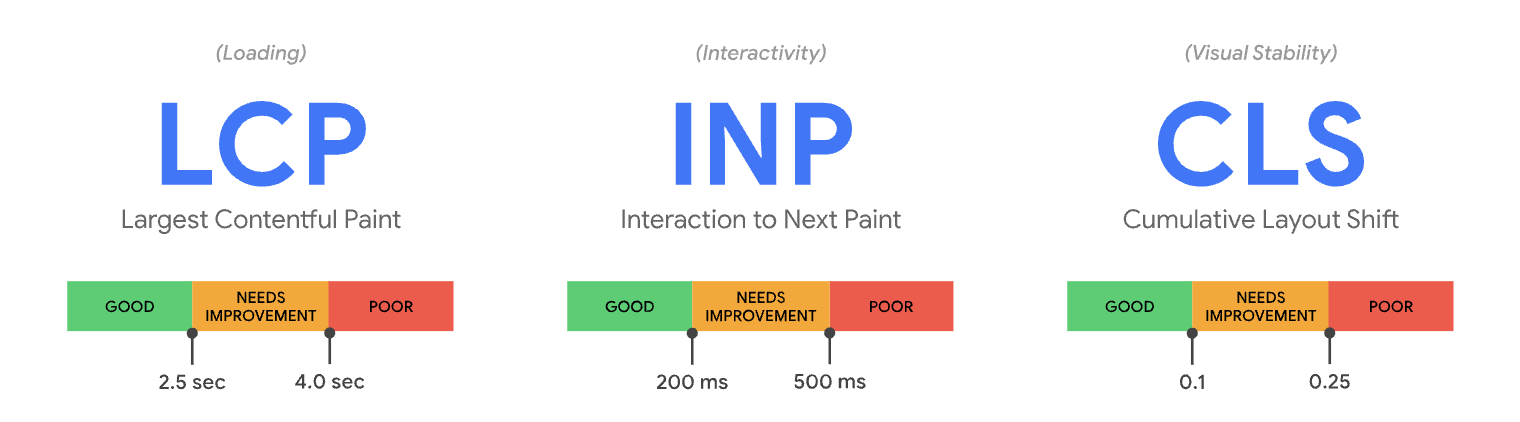 (Loading)
LCP
Largest Contentful Paint
GOOD
NEEDS
IMPROVEMENT
POOR
2.5 sec
4.0 sec
(Interactivity)
INP
Interaction to Next Paint
GOOD
NEEDS
IMPROVEMENT
POOR
200 ms
500 ms
(Visual Stability)
CLS
Cumulative Layout Shift
GOOD
NEEDS
IMPROVEMENT
POOR
0.1
0.25